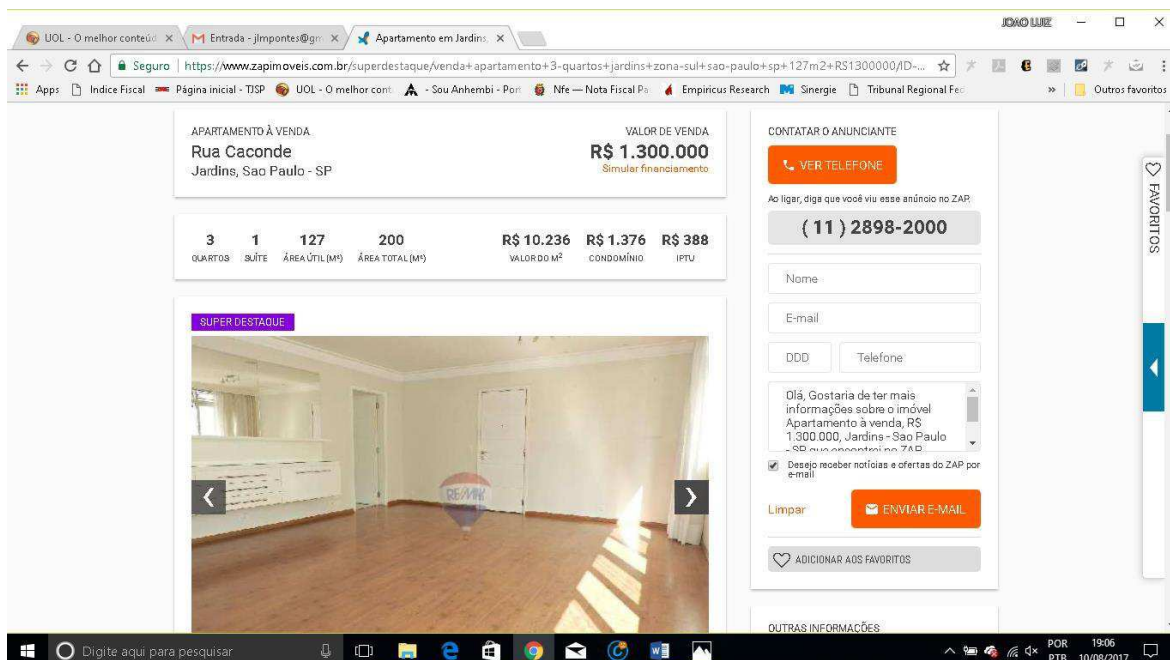 JOAO LUIZ
UOL - O melhor conteúd
Entrada - jlmpontes@gm
Apartamento em Jardins,
Seguro
https://www.zapimoveis.com.br/superdestaque/venda+apartamento+3-quartos+jardins+zona-sul+sao-paulo+sp+127m2+RS1300000/ID-...
Apps
Indice Fiscal
Página inicial - TJSP
UOL - O melhor cont
- Sou Anhembi - Port
Nfe — Nota Fiscal Pa
Empiricus Research
Sinergie
Tribunal Regional Fed
»
Outros favoritos
APARTAMENTO À VENDA
Rua Caconde
Jardins, Sao Paulo - SP
VALOR DE VENDA
R$ 1.300.000
Simular financiamento
3
QUARTOS
1
SUÍTE
127
ÁREA ÚTIL (M²)
200
ÁREA TOTAL (M²)
R$ 10.236
VALOR DO M²
R$ 1.376
CONDOMÍNIO
R$ 388
IPTU
SUPER DESTAQUE
RE/MAX
CONTATAR O ANUNCIANTE
VER TELEFONE
Ao ligar, diga que você viu esse anúncio no ZAP.
( 11 ) 2898-2000
Nome
E-mail
DDD
Telefone
Olá, Gostaria de ter mais
informações sobre o imóvel
Apartamento à venda, R$
1.300.000, Jardins - Sao Paulo
- SP que encontrei no ZAP
Desejo receber notícias e ofertas do ZAP por
e-mail
Limpar
ENVIAR E-MAIL
ADICIONAR AOS FAVORITOS
OUTRAS INFORMAÇÕES
FAVORITOS
Digite aqui para pesquisar
POR
PTB
19:06
10/08/2017